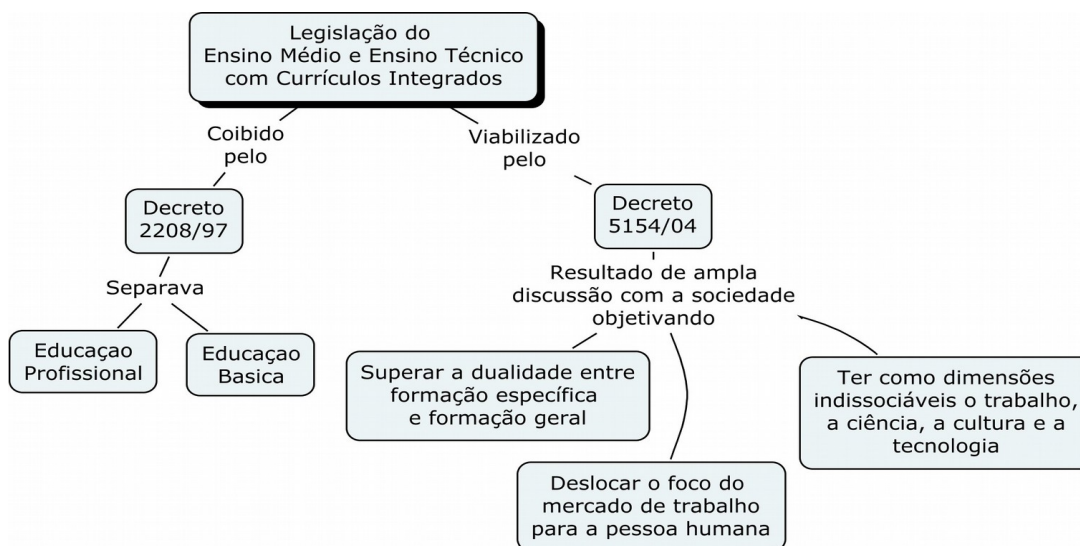 Legislação do
Ensino Médio e Ensino Técnico
com Currículos Integrados
Coibido
pelo
Viabilizado
pelo
Decreto
2208/97
Decreto
5154/04
Separava
Resultado de ampla
discussão com a sociedade
objetivando
Educaçao
Profissional
Educaçao
Basica
Superar a dualidade entre
formação específica
e formação geral
Ter como dimensões
indissociáveis o trabalho,
a ciência, a cultura e a
tecnologia
Deslocar o foco do
mercado de trabalho
para a pessoa humana